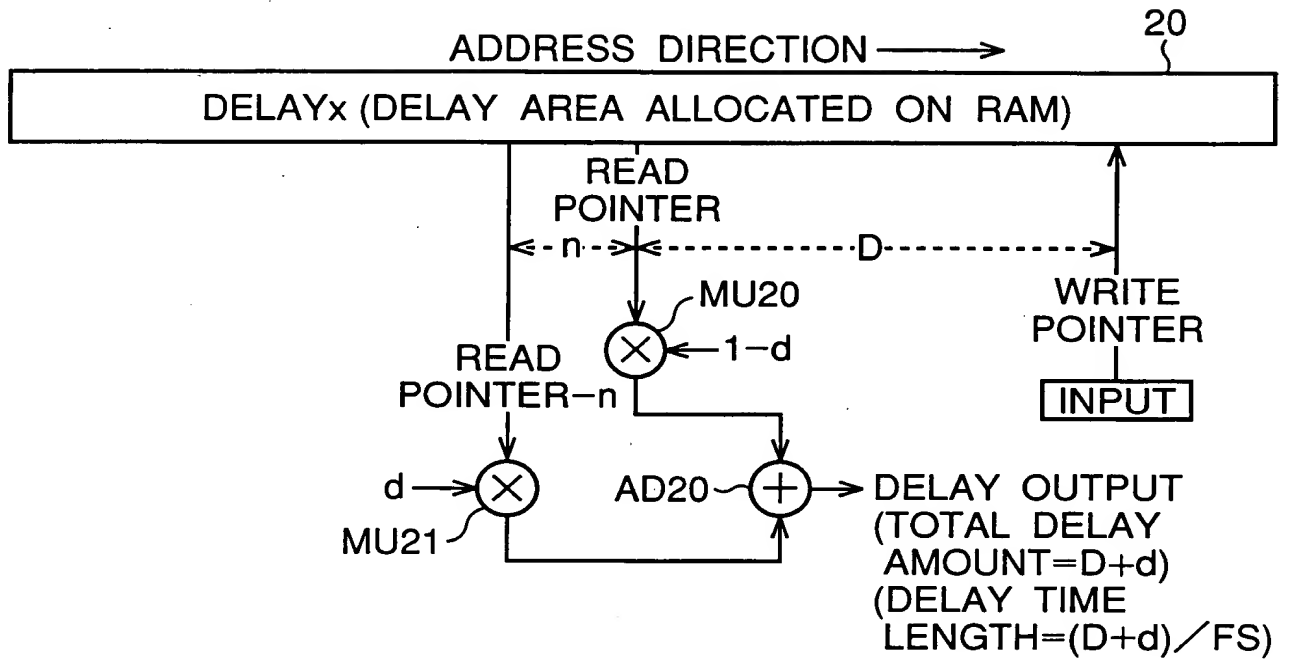 20
ADDRESS DIRECTION
DELAYx (DELAY AREA ALLOCATED ON RAM)
READ
POINTER
n
D
MU20
1-d
WRITE
POINTER
INPUT
READ
POINTER-n
d
MU21
AD20
DELAY OUTPUT
(TOTAL DELAY
AMOUNT=D+d)
(DELAY TIME
LENGTH=(D+d)/FS)